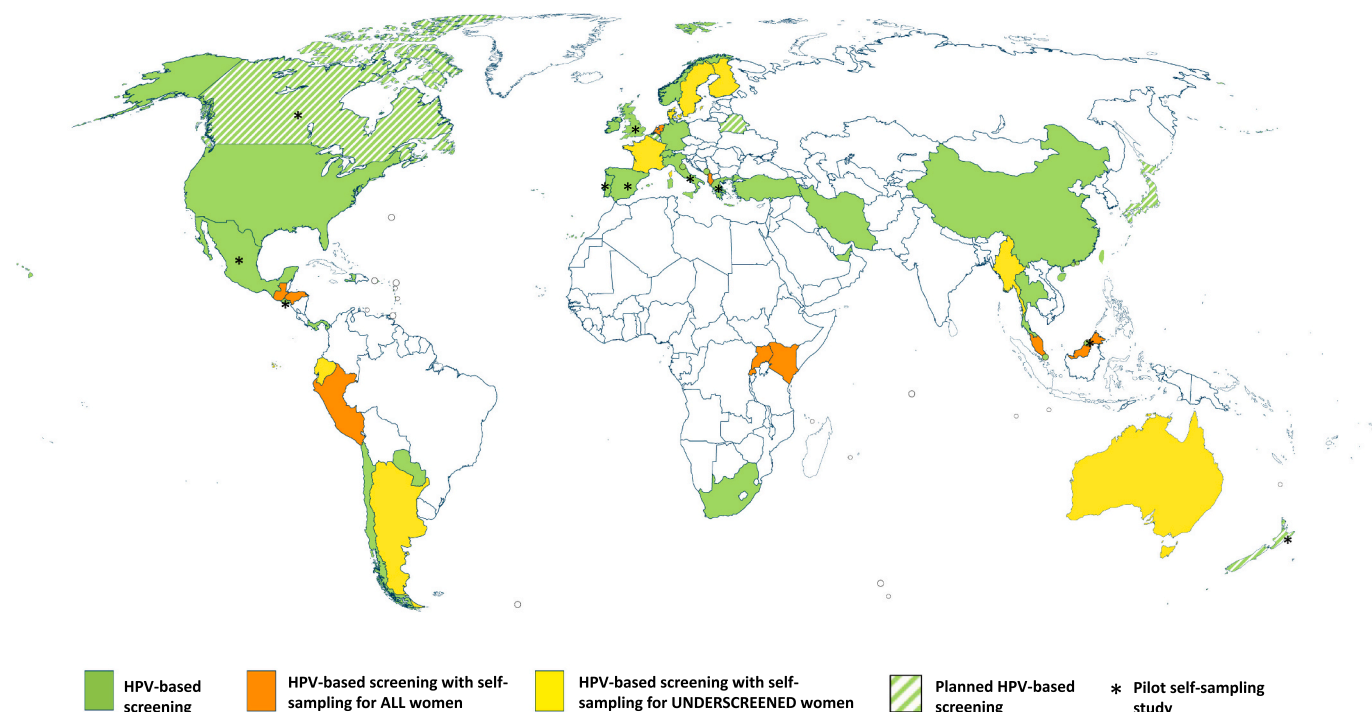 HPV-based
screening
HPV-based screening with self-
sampling for ALL women
HPV-based screening with self-
sampling for UNDERSCREENED women
Planned HPV-based
screening
* Pilot self-sampling
study